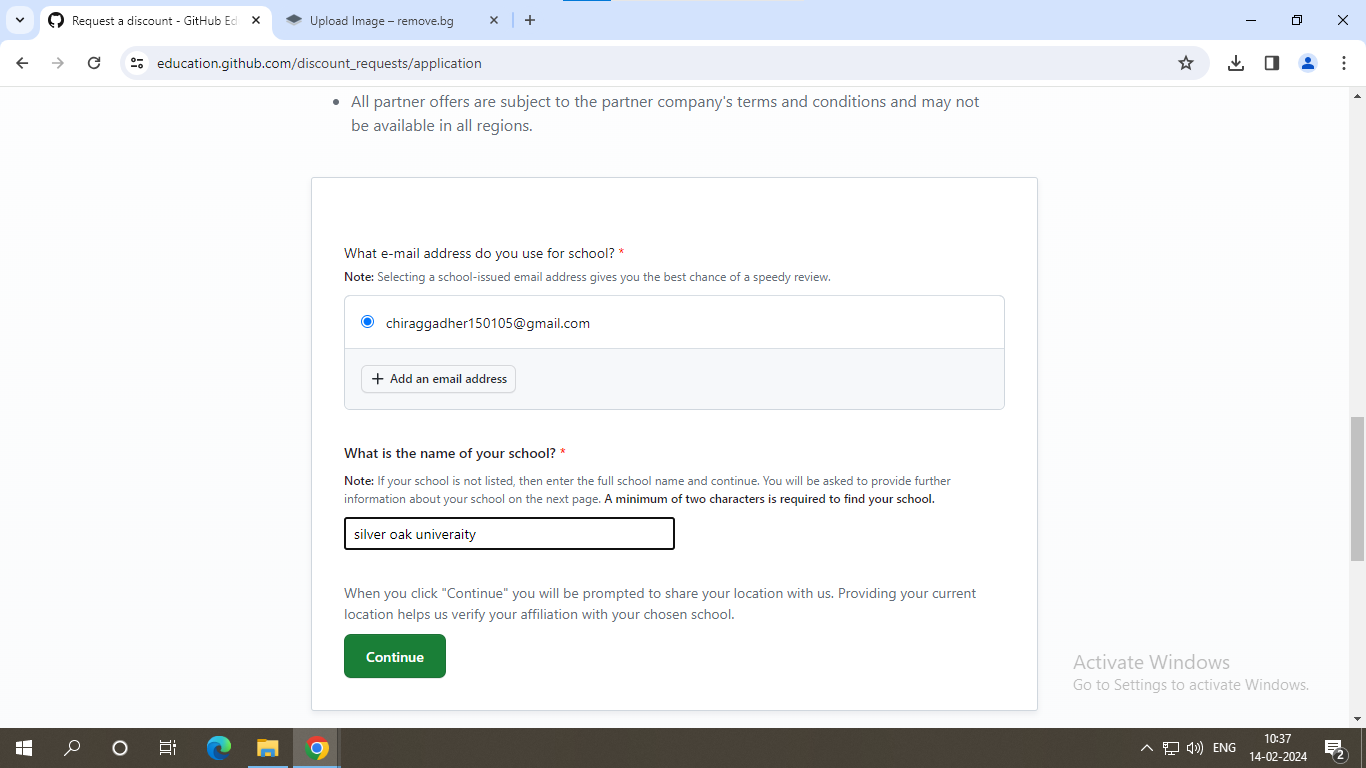 Request a discount - GitHub Ed
Upload Image – remove.bg
education.github.com/discount_requests/application
• All partner offers are subject to the partner company's terms and conditions and may not
be available in all regions.
What e-mail address do you use for school? *
Note: Selecting a school-issued email address gives you the best chance of a speedy review.
chiraggadher150105@gmail.com
+ Add an email address
What is the name of your school? *
Note: If your school is not listed, then enter the full school name and continue. You will be asked to provide further
information about your school on the next page. A minimum of two characters is required to find your school.
silver oak univeraity
When you click "Continue" you will be prompted to share your location with us. Providing your current
location helps us verify your affiliation with your chosen school.
Continue
Activate Windows
Go to Settings to activate Windows.
ENG
10:37
14-02-2024
2